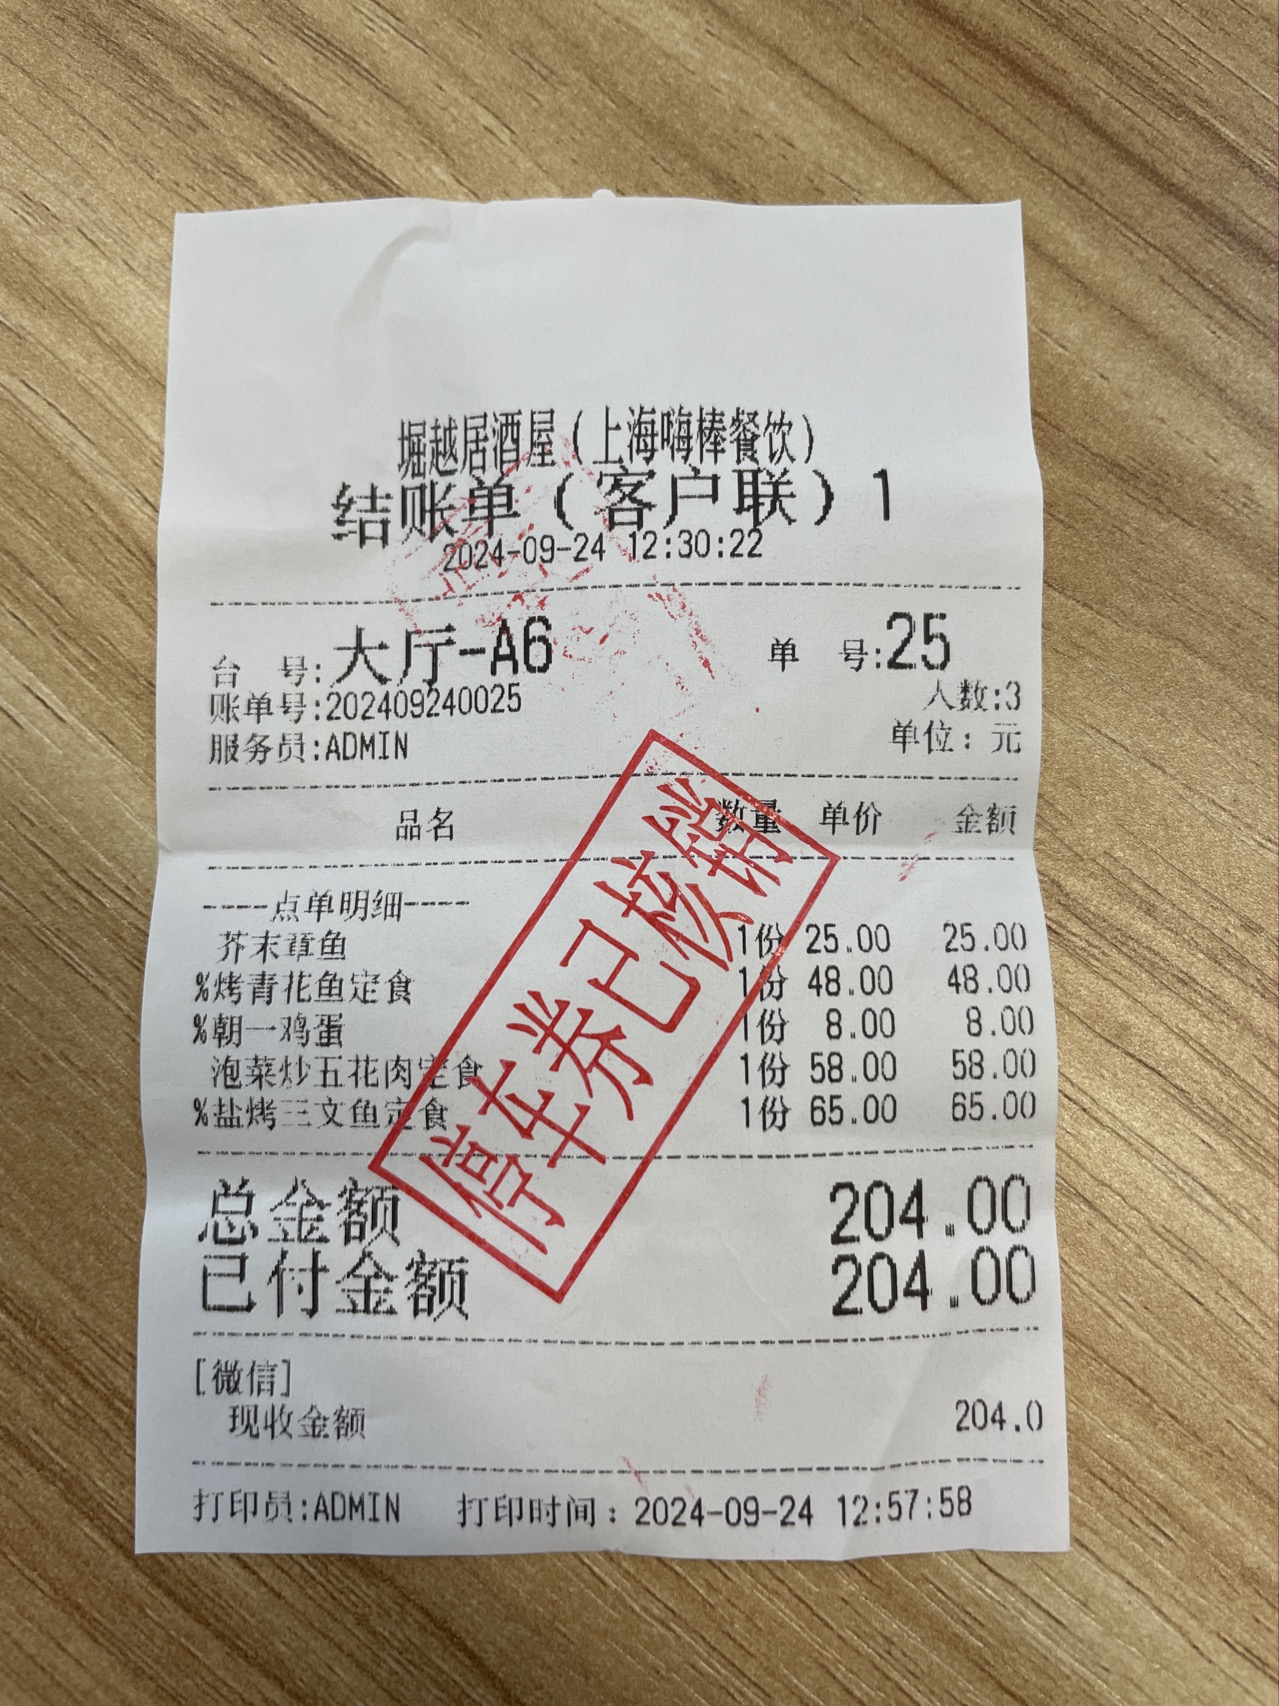 堀越居酒屋（上海嗨棒餐饮）
结账单（客户联）1
2024-09-24 12:30:22
台 号:大厅-A6 单 号:25
账单号:202409240025 人数:3
服务员:ADMIN 单位：元
品名 数量 单价 金额
----点单明细----
芥末章鱼 1份 25.00 25.00
%烤青花鱼定食 1份 48.00 48.00
%朝一鸡蛋 1份 8.00 8.00
泡菜炒五花肉定食 1份 58.00 58.00
%盐烤三文鱼定食 1份 65.00 65.00
总金额 204.00
已付金额 204.00
[微信]
现收金额 204.0
打印员:ADMIN 打印时间：2024-09-24 12:57:58
停车券已核销